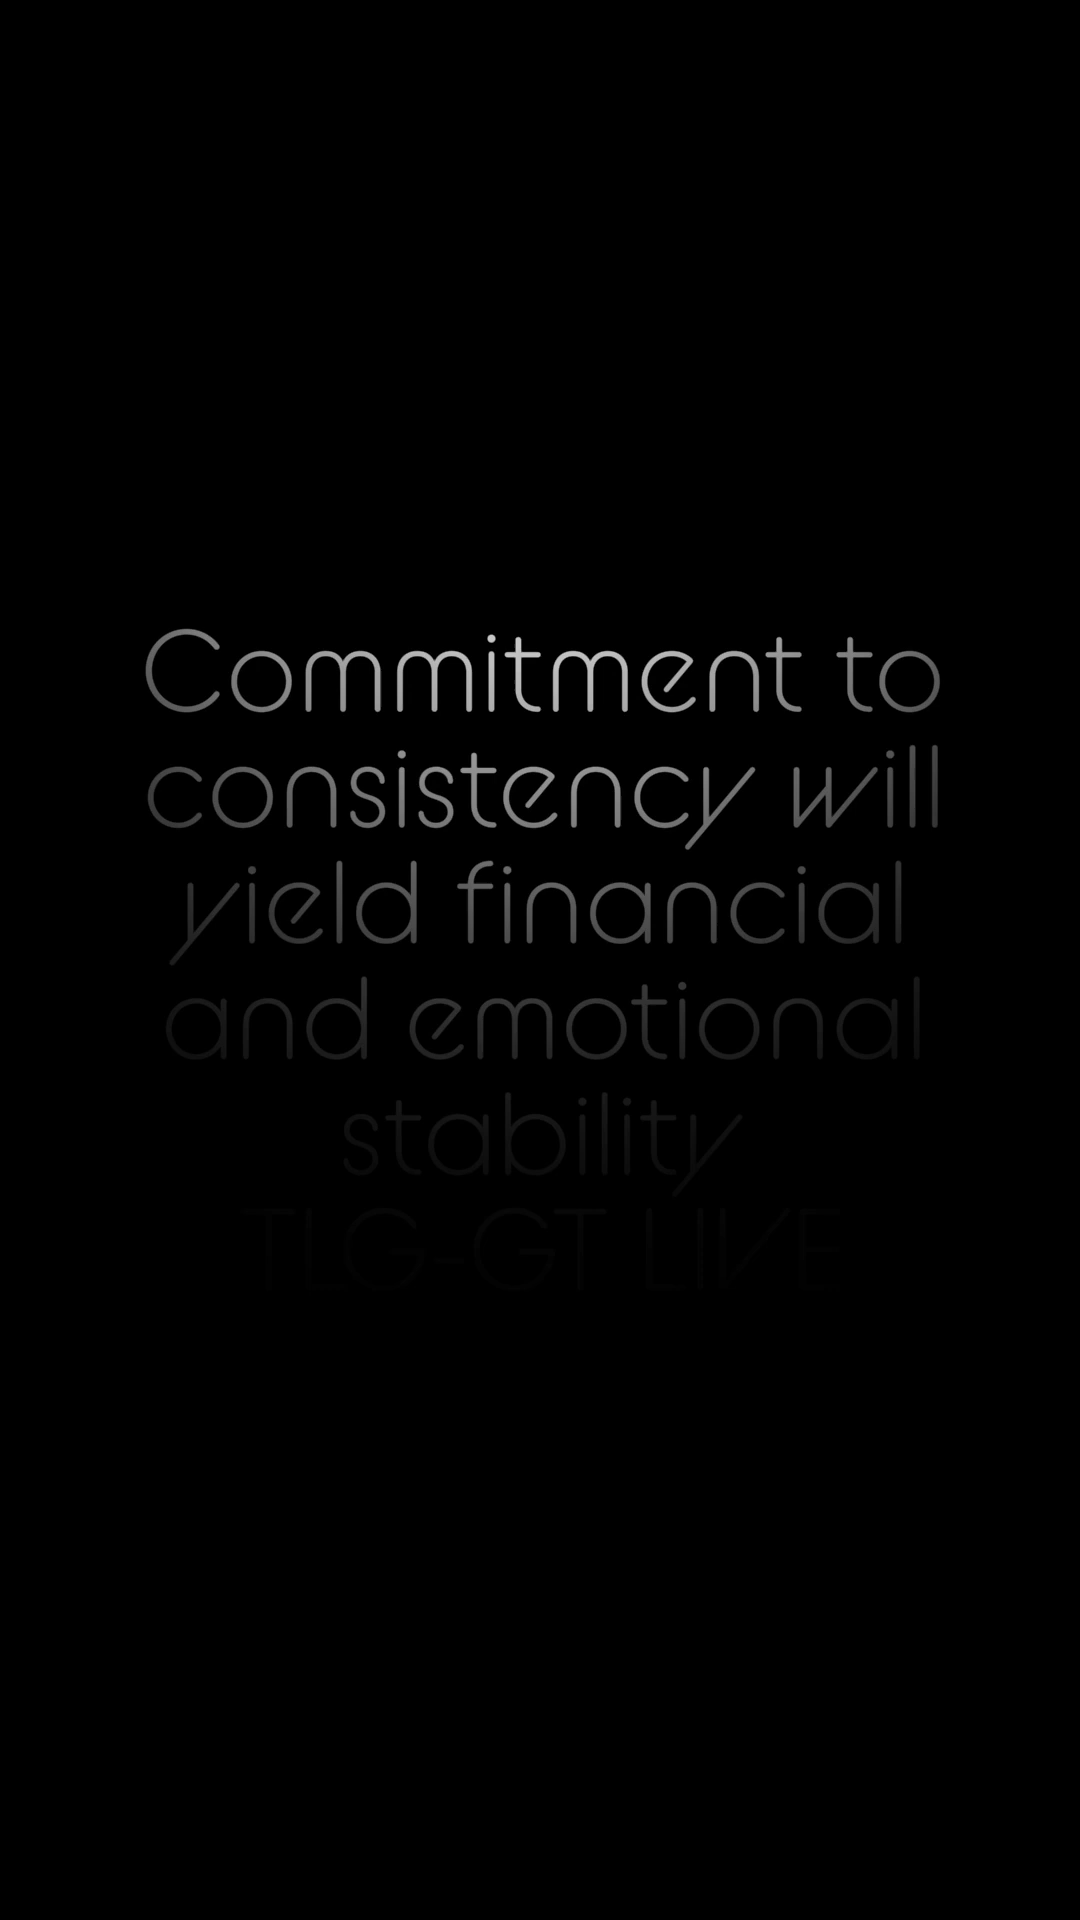 Commitment to
consistency will
yield financial
and emotional
stability
TLG-GT LIVE